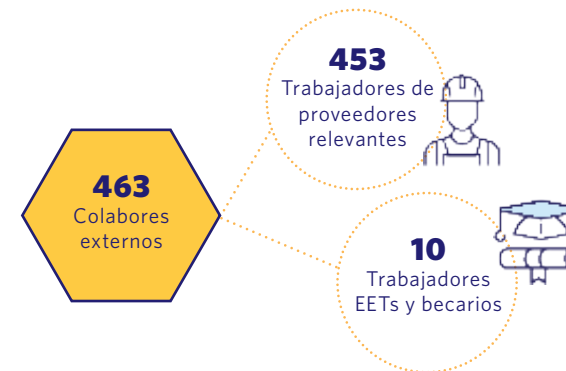 463
Colabores
externos
453
Trabajadores de
proveedores
relevantes
10
Trabajadores
EETs y becarios